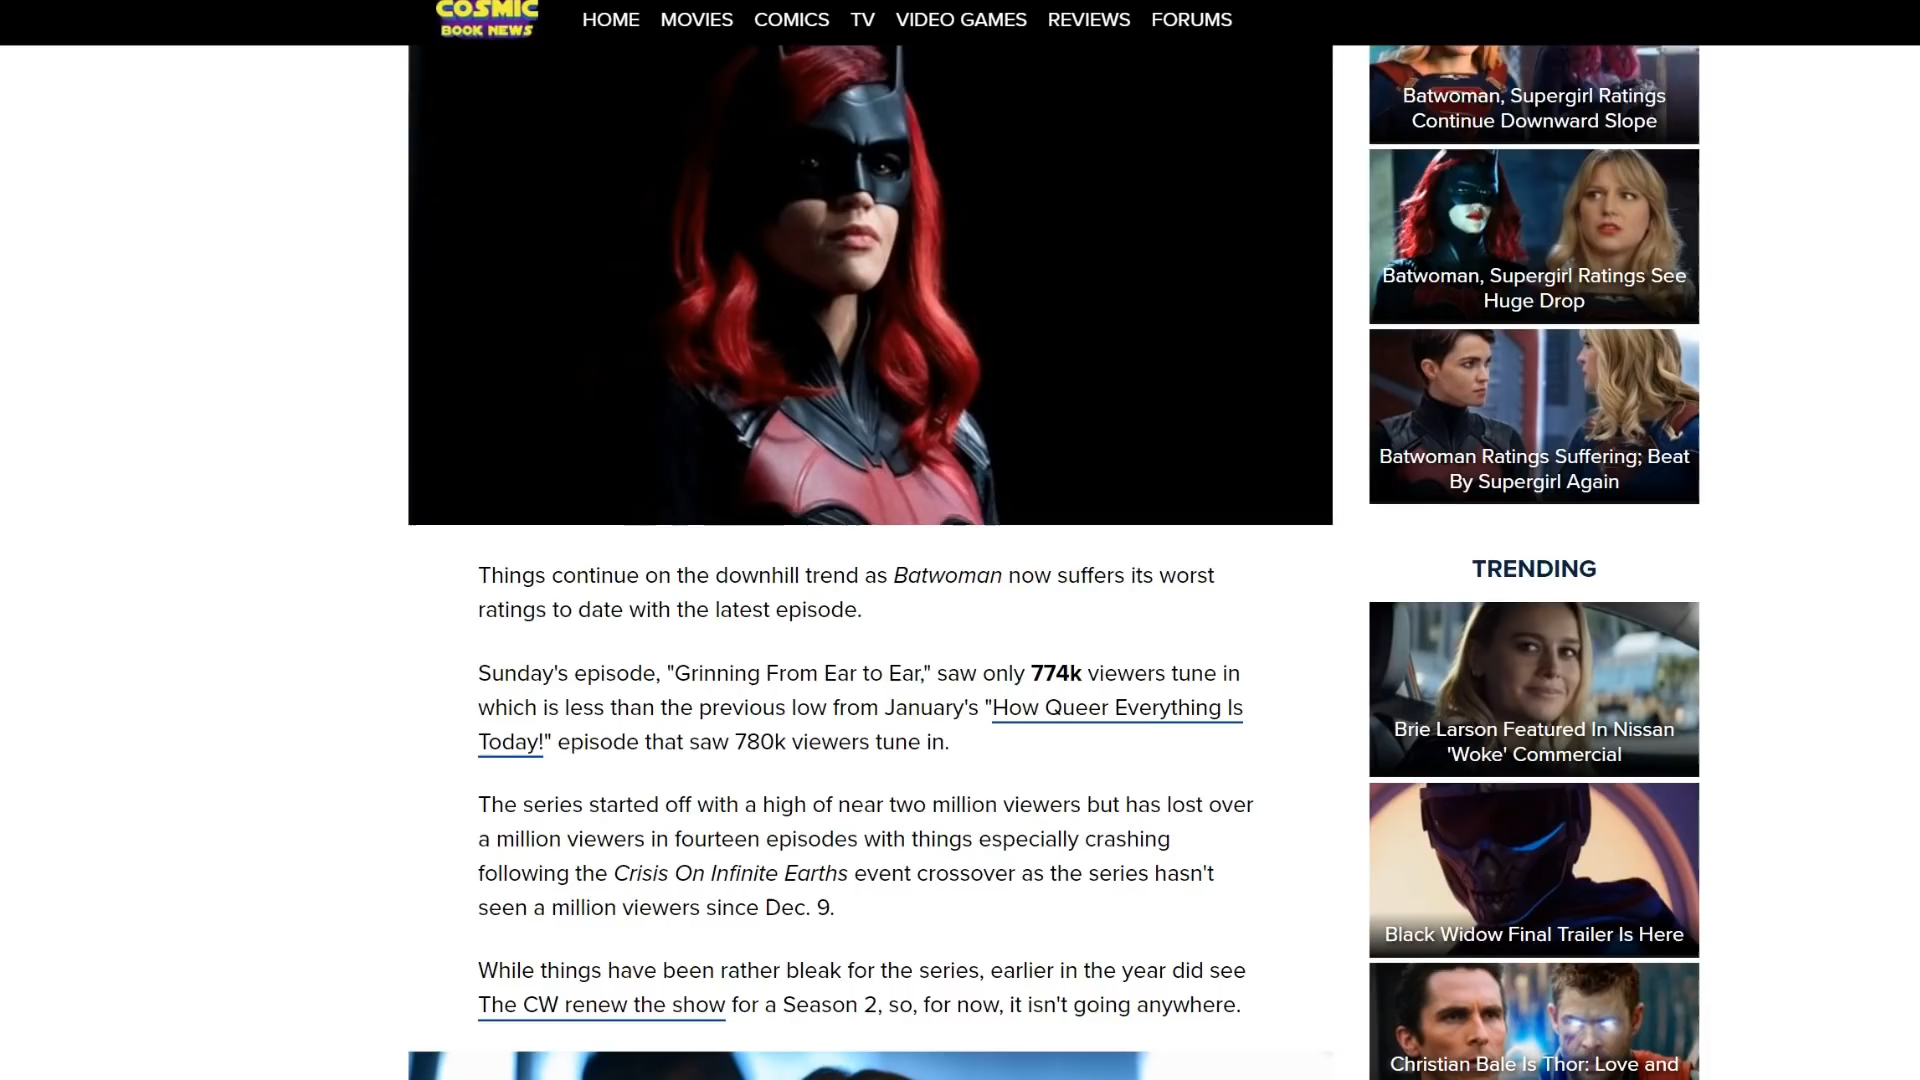 COSMIC
BOOK NEWS
HOME MOVIES COMICS TV VIDEO GAMES REVIEWS FORUMS
Things continue on the downhill trend as Batwoman now suffers its worst
ratings to date with the latest episode.
Sunday's episode, "Grinning From Ear to Ear," saw only 774k viewers tune in
which is less than the previous low from January's "How Queer Everything Is
Today!" episode that saw 780k viewers tune in.
The series started off with a high of near two million viewers but has lost over
a million viewers in fourteen episodes with things especially crashing
following the Crisis On Infinite Earths event crossover as the series hasn't
seen a million viewers since Dec. 9.
While things have been rather bleak for the series, earlier in the year did see
The CW renew the show for a Season 2, so, for now, it isn't going anywhere.
Batwoman, Supergirl Ratings
Continue Downward Slope
Batwoman, Supergirl Ratings See
Huge Drop
Batwoman Ratings Suffering; Beat
By Supergirl Again
TRENDING
Brie Larson Featured In Nissan
'Woke' Commercial
Black Widow Final Trailer Is Here
Christian Bale Is Thor: Love and